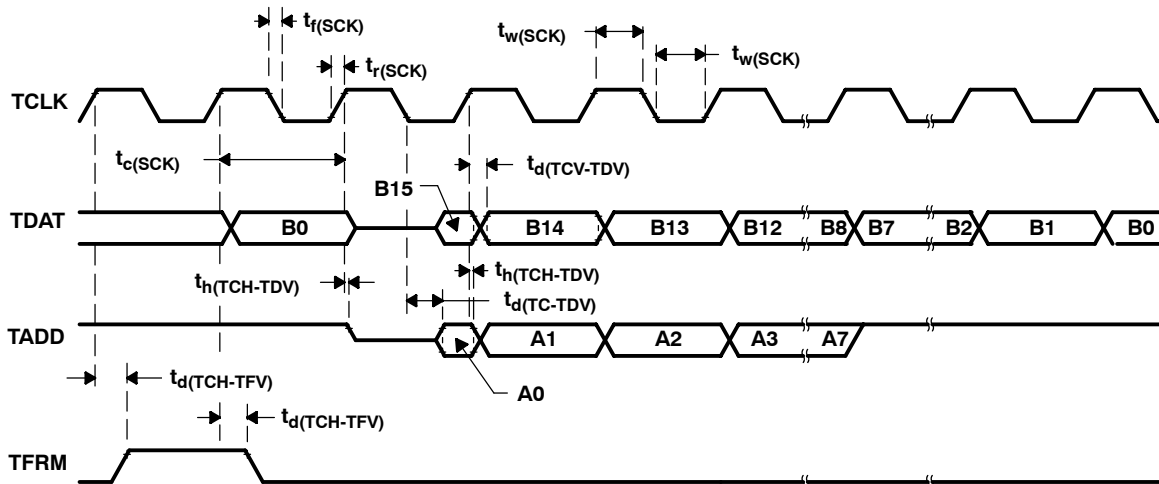 tf(SCK)
tw(SCK)
tw(SCK)
tr(SCK)
TCLK
tc(SCK)
td(TCV-TDV)
B15
TDAT
B0 B14 B13 B12 B8 B7 B2 B1 B0
th(TCH-TDV)
th(TCH-TDV)
td(TC-TDV)
TADD
A1 A2 A3 A7
td(TCH-TFV)
A0
td(TCH-TFV)
TFRM